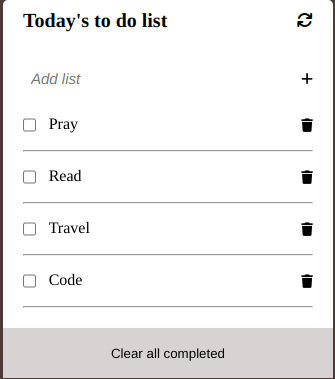 Today's to do list
Add list
Pray
Read
Travel
Code
Clear all completed